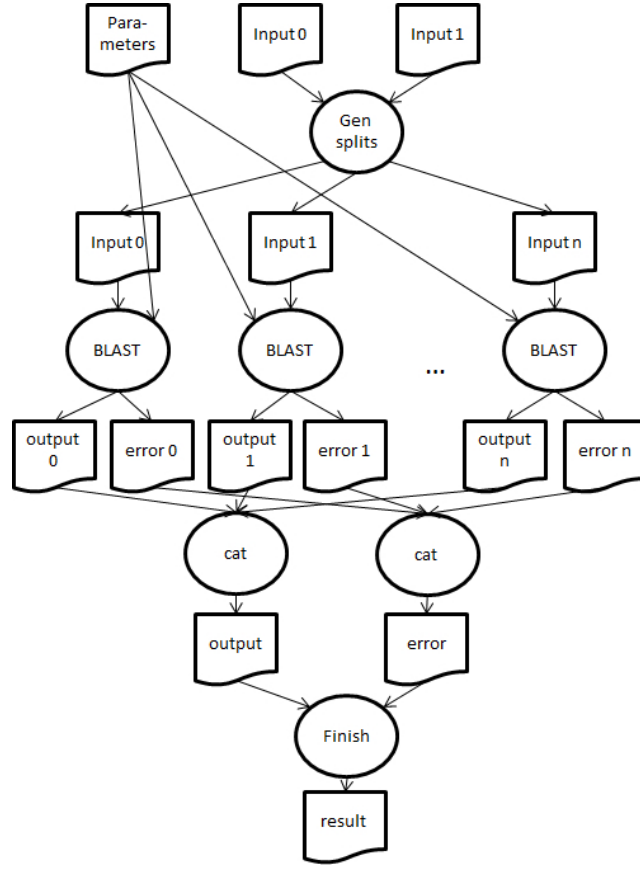 Para-
meters
Input 0
Input 1
Gen
splits
Input 0
Input 1
Input n
BLAST
BLAST
...
BLAST
output
0
error 0
output
1
error 1
output
n
error n
cat
cat
output
error
Finish
result